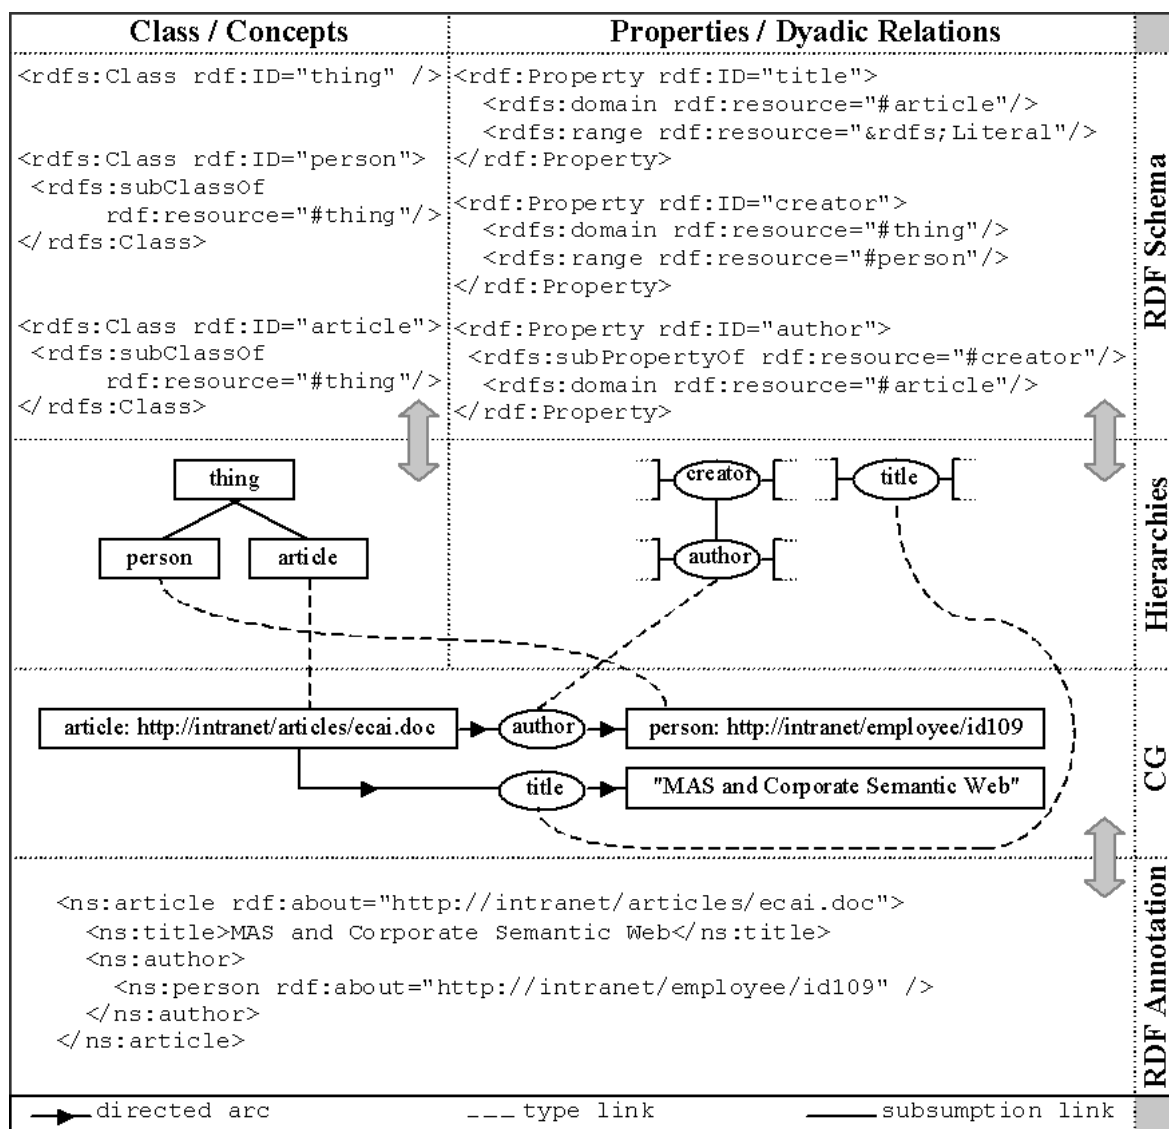 Class / Concepts
Properties / Dyadic Relations
<rdfs:Class rdf:ID="thing" />
<rdfs:Class rdf:ID="person">
<rdfs:subClassOf
rdf:resource="#thing"/>
</rdfs:Class>
<rdfs:Class rdf:ID="article">
<rdfs:subClassOf
rdf:resource="#thing"/>
</rdfs:Class>
<rdf:Property rdf:ID="title">
<rdfs:domain rdf:resource="#article"/>
<rdfs:range rdf:resource="&rdfs;Literal"/>
</rdf:Property>
<rdf:Property rdf:ID="creator">
<rdfs:domain rdf:resource="#thing"/>
<rdfs:range rdf:resource="#person"/>
</rdf:Property>
<rdf:Property rdf:ID="author">
<rdfs:subPropertyOf rdf:resource="#creator"/>
<rdfs:domain rdf:resource="#article"/>
</rdf:Property>
RDF Schema
thing
person
article
creator
title
author
Hierarchies
article: http://intranet/articles/ecai.doc
author
person: http://intranet/employee/id109
title
"MAS and Corporate Semantic Web"
CG
<ns:article rdf:about="http://intranet/articles/ecai.doc">
<ns:title>MAS and Corporate Semantic Web</ns:title>
<ns:author>
<ns:person rdf:about="http://intranet/employee/id109" />
</ns:author>
</ns:article>
RDF Annotation
directed arc
type link
subsumption link